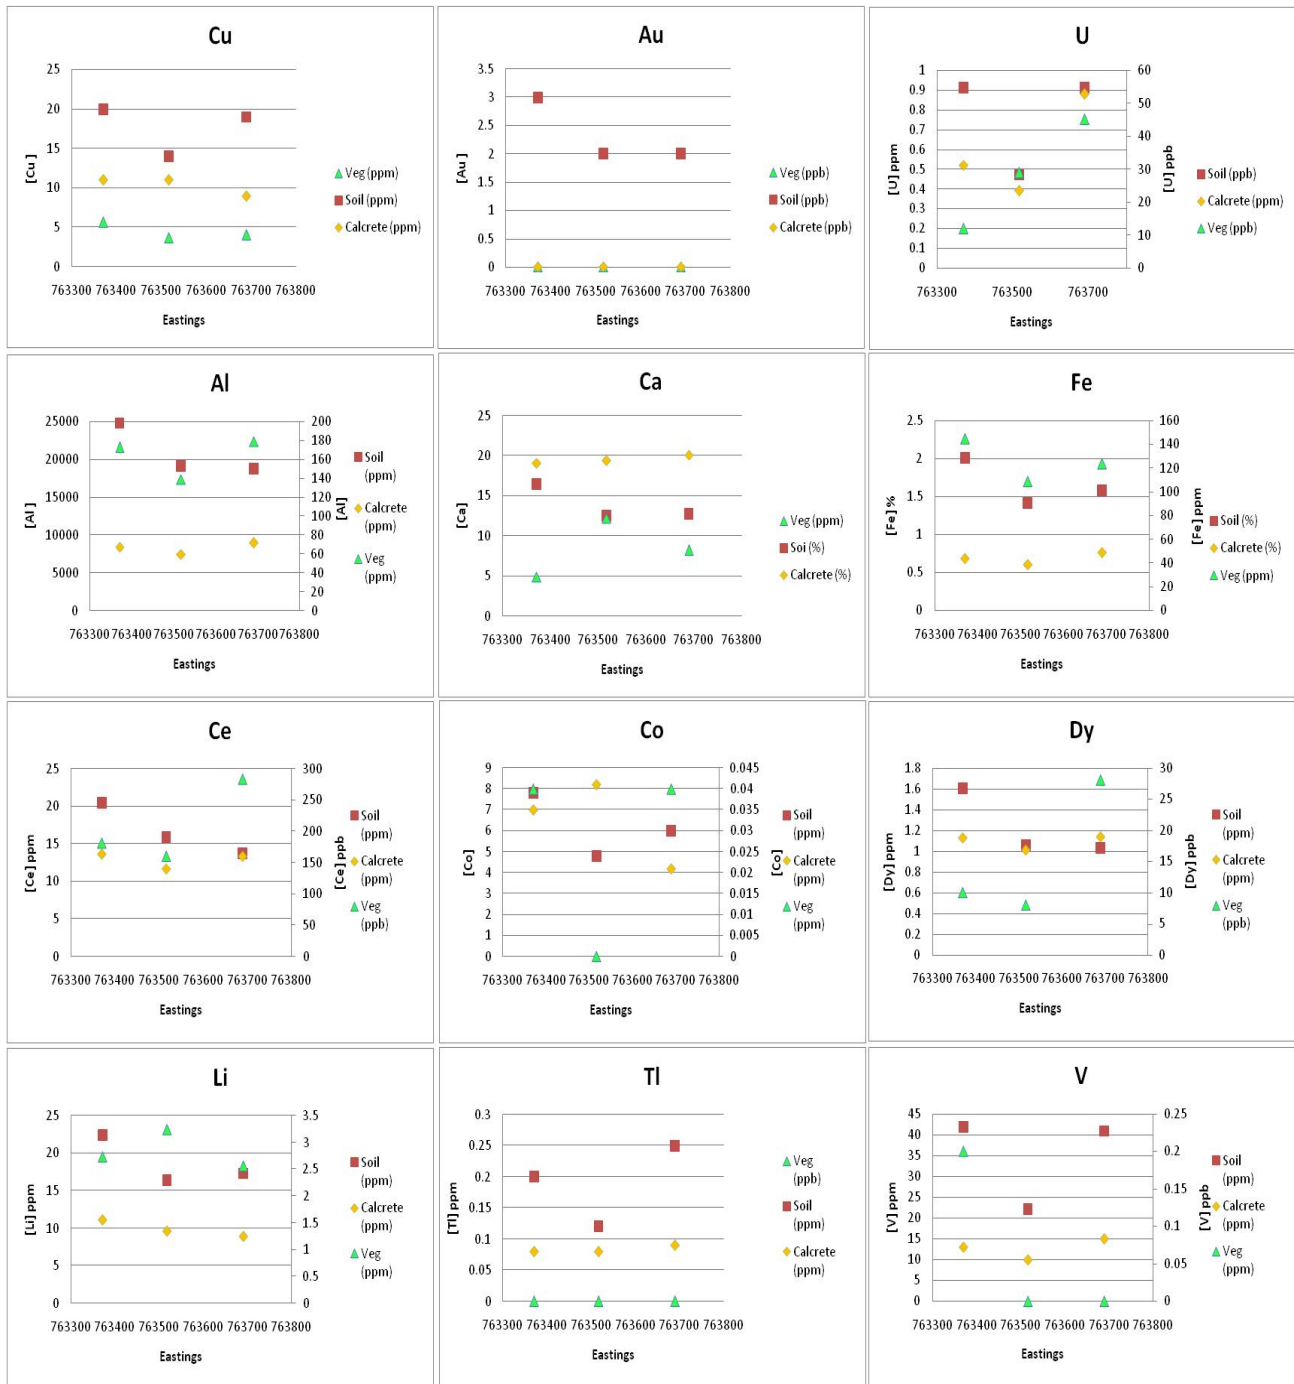 Cu
25
20
15
10
5
0
[Cu]
763300 763400 763500 763600 763700 763800
Eastings
Veg (ppm)
Soil (ppm)
Calcrete (ppm)
Au
3.5
3
2.5
2
1.5
1
0.5
0
[Au]
763300 763400 763500 763600 763700 763800
Eastings
Veg (ppb)
Soil (ppb)
Calcrete (ppb)
U
1
0.9
0.8
0.7
0.6
0.5
0.4
0.3
0.2
0.1
0
[U] ppm
60
50
40
30
20
10
0
[U] ppb
763300 763500 763700
Eastings
Soil (ppb)
Calcrete (ppm)
Veg (ppb)
Al
25000
20000
15000
10000
5000
0
[Al]
200
180
160
140
120
100
80
60
40
20
0
[Al]
763300 763400 763500 763600 763700 763800
Eastings
Soil
(ppm)
Calcrete
(ppm)
Veg
(ppm)
Ca
25
20
15
10
5
0
[Ca]
763300 763400 763500 763600 763700 763800
Eastings
Veg (ppm)
Soi (%)
Calcrete (%)
Fe
2.5
2
1.5
1
0.5
0
[Fe] %
160
140
120
100
80
60
40
20
0
[Fe] ppm
763300 763400 763500 763600 763700 763800
Eastings
Soil (%)
Calcrete (%)
Veg (ppm)
Ce
25
20
15
10
5
0
[Ce] ppm
300
250
200
150
100
50
0
[Ce] ppb
763300 763400 763500 763600 763700 763800
Eastings
Soil
(ppm)
Calcrete
(ppm)
Veg
(ppb)
Co
9
8
7
6
5
4
3
2
1
0
[Co]
0.045
0.04
0.035
0.03
0.025
0.02
0.015
0.01
0.005
0
[Co]
763300 763400 763500 763600 763700 763800
Eastings
Soil
(ppm)
Calcrete
(ppm)
Veg
(ppm)
Dy
1.8
1.6
1.4
1.2
1
0.8
0.6
0.4
0.2
0
[Dy] ppm
30
25
20
15
10
5
0
[Dy] ppb
763300 763400 763500 763600 763700 763800
Eastings
Soil
(ppm)
Calcrete
(ppm)
Veg
(ppb)
Li
25
20
15
10
5
0
[Li] ppm
3.5
3
2.5
2
1.5
1
0.5
0
763300 763400 763500 763600 763700 763800
Eastings
Soil
(ppm)
Calcrete
(ppm)
Veg
(ppm)
Tl
0.3
0.25
0.2
0.15
0.1
0.05
0
[Tl] ppm
763300 763400 763500 763600 763700 763800
Eastings
Veg
(ppb)
Soil
(ppm)
Calcrete
(ppm)
V
45
40
35
30
25
20
15
10
5
0
[V] ppm
0.25
0.2
0.15
0.1
0.05
0
[V] ppb
763300 763400 763500 763600 763700 763800
Eastings
Soil
(ppm)
Calcrete
(ppm)
Veg
(ppm)